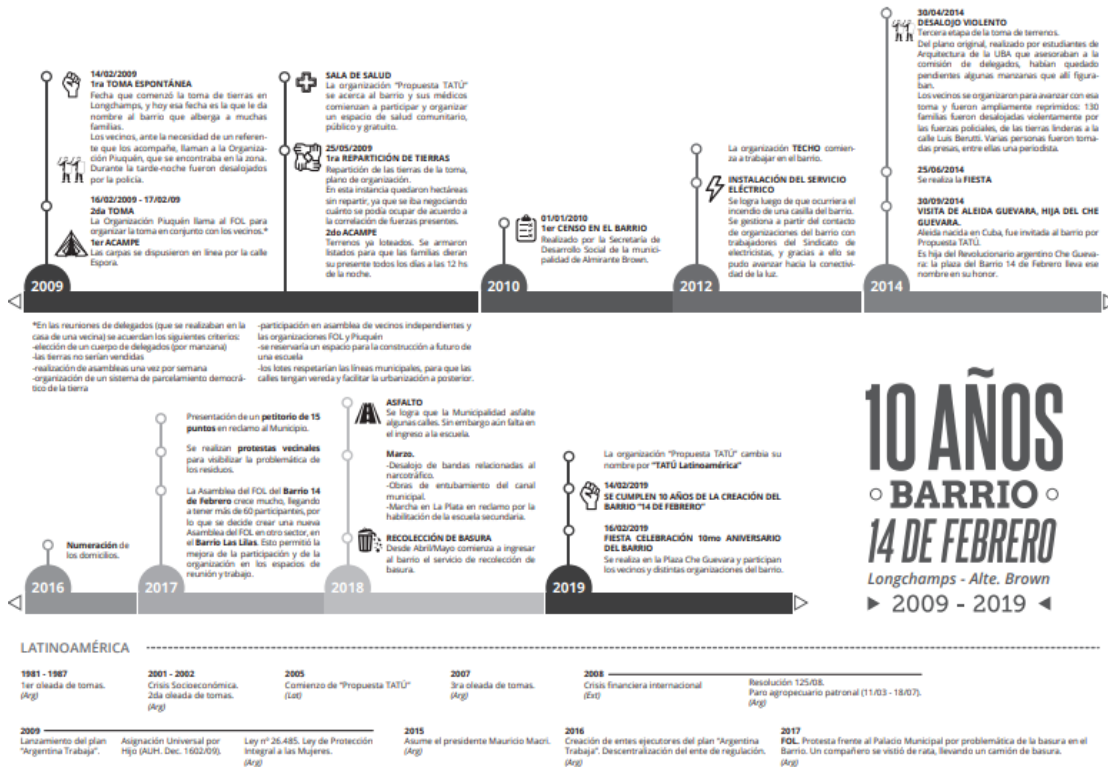 14/02/2009
1ra TOMA ESPONTÁNEA
Fecha que comenzó la toma de tierras en
Longchamps, y hoy esa fecha es la que le da
nombre al barrio que alberga a muchas
familias.
Los vecinos, ante la necesidad de un referen-
te que los acompañe, llaman a la Organiza-
ción Piuquén, que se encontraba en la zona.
Durante la tarde-noche fueron desalojados
por la policía.
16/02/2009 - 17/02/09
2da TOMA
La Organización Piuquén llama al FOL para
organizar la toma en conjunto con los vecinos.*
1er ACAMPE
Las carpas se dispusieron en línea por la calle
Espora.
2009
SALA DE SALUD
La organización "Propuesta TATÚ"
se acerca al barrio y sus médicos
comienzan a participar y organizar
un espacio de salud comunitario,
público y gratuito.
25/05/2009
1ra REPARTICIÓN DE TIERRAS
Repartición de las tierras de la toma,
plano de organización.
En esta instancia quedaron hectáreas
sin repartir, ya que se iba negociando
cuánto se podía ocupar de acuerdo a
la correlación de fuerzas presentes.
2do ACAMPE
Terrenos ya loteados. Se armaron
listados para que las familias dieran
su presente todos los días a las 12 hs
de la noche.
01/01/2010
1er CENSO EN EL BARRIO
Realizado por la Secretaría de
Desarrollo Social de la munici-
palidad de Almirante Brown.
2010
La organización TECHO comien-
za a trabajar en el barrio.
INSTALACIÓN DEL SERVICIO
ELÉCTRICO
Se logra luego de que ocurriera el
incendio de una casilla del barrio.
Se gestiona a partir del contacto
de organizaciones del barrio con
trabajadores del Sindicato de
electricistas, y gracias a ello se
pudo avanzar hacia la conectivi-
dad de la luz.
2012
30/04/2014
DESALOJO VIOLENTO
Tercera etapa de la toma de terrenos.
Del plano original, realizado por estudiantes de
Arquitectura de la UBA que asesoraban a la
comisión de delegados, habían quedado
pendientes algunas manzanas que allí figura-
ban.
Los vecinos se organizaron para avanzar con esa
toma y fueron ampliamente reprimidos: 130
familias fueron desalojadas violentamente por
las fuerzas policiales, de las tierras linderas a la
calle Luis Berutti. Varias personas fueron toma-
das presas, entre ellas una periodista.
25/06/2014
Se realiza la FIESTA
30/09/2014
VISITA DE ALEIDA GUEVARA, HIJA DEL CHE
GUEVARA.
Aleida nacida en Cuba, fue invitada al barrio por
Propuesta TATÚ.
Es hija del Revolucionario argentino Che Gueva-
ra: la plaza del Barrio 14 de Febrero lleva ese
nombre en su honor.
2014
*En las reuniones de delegados (que se realizaban en la
casa de una vecina) se acuerdan los siguientes criterios:
-elección de un cuerpo de delegados (por manzana)
-las tierras no serían vendidas
-realización de asambleas una vez por semana
-organización de un sistema de parcelamiento democrá-
tico de la tierra
-participación en asamblea de vecinos independientes y
las organizaciones FOL y Piuquén
-se reservaría un espacio para la construcción a futuro de
una escuela
-los lotes respetarían las líneas municipales, para que las
calles tengan vereda y facilitar la urbanización a posterior.
Numeración de
los domicilios.
2016
Presentación de un petitorio de 15
puntos en reclamo al Municipio.
Se realizan protestas vecinales
para visibilizar la problemática de
los residuos.
La Asamblea del FOL del Barrio 14
de Febrero crece mucho, llegando
a tener más de 60 participantes, por
lo que se decide crear una nueva
Asamblea del FOL en otro sector, en
el Barrio Las Lilas. Esto permitió la
mejora de la participación y de la
organización en los espacios de
reunión y trabajo.
2017
ASFALTO
Se logra que la Municipalidad asfalte
algunas calles. Sin embargo aún falta en
el ingreso a la escuela.
Marzo.
-Desalojo de bandas relacionadas al
narcotráfico.
-Obras de entubamiento del canal
municipal.
-Marcha en La Plata en reclamo por la
habilitación de la escuela secundaria.
RECOLECCIÓN DE BASURA
Desde Abril/Mayo comienza a ingresar
al barrio el servicio de recolección de
basura.
2018
La organización "Propuesta TATÚ" cambia su
nombre por "TATÚ Latinoamérica"
14/02/2019
SE CUMPLEN 10 AÑOS DE LA CREACIÓN DEL
BARRIO "14 DE FEBRERO"
16/02/2019
FIESTA CELEBRACIÓN 10mo ANIVERSARIO
DEL BARRIO
Se realiza en la Plaza Che Guevara y participan
los vecinos y distintas organizaciones del barrio.
2019
10 AÑOS
BARRIO
14 DE FEBRERO
Longchamps - Alte. Brown
2009 - 2019
LATINOAMÉRICA
1981 - 1987
1er oleada de tomas.
(Arg)
2001 - 2002
Crisis Socioeconómica.
2da oleada de tomas.
(Arg)
2005
Comienzo de "Propuesta TATÚ"
(Lat)
2007
3ra oleada de tomas.
(Arg)
2008
Crisis financiera internacional
(Ext)
Resolución 125/08.
Paro agropecuario patronal (11/03 - 18/07).
(Arg)
2009
Lanzamiento del plan
"Argentina Trabaja".
Asignación Universal por
Hijo (AUH. Dec. 1602/09).
Ley nº 26.485. Ley de Protección
Integral a las Mujeres.
(Arg)
2015
Asume el presidente Mauricio Macri.
(Arg)
2016
Creación de entes ejecutores del plan "Argentina
Trabaja". Descentralización del ente de regulación.
(Arg)
2017
FOL. Protesta frente al Palacio Municipal por problemática de la basura en el
Barrio. Un compañero se vistió de rata, llevando un camión de basura.
(Arg)